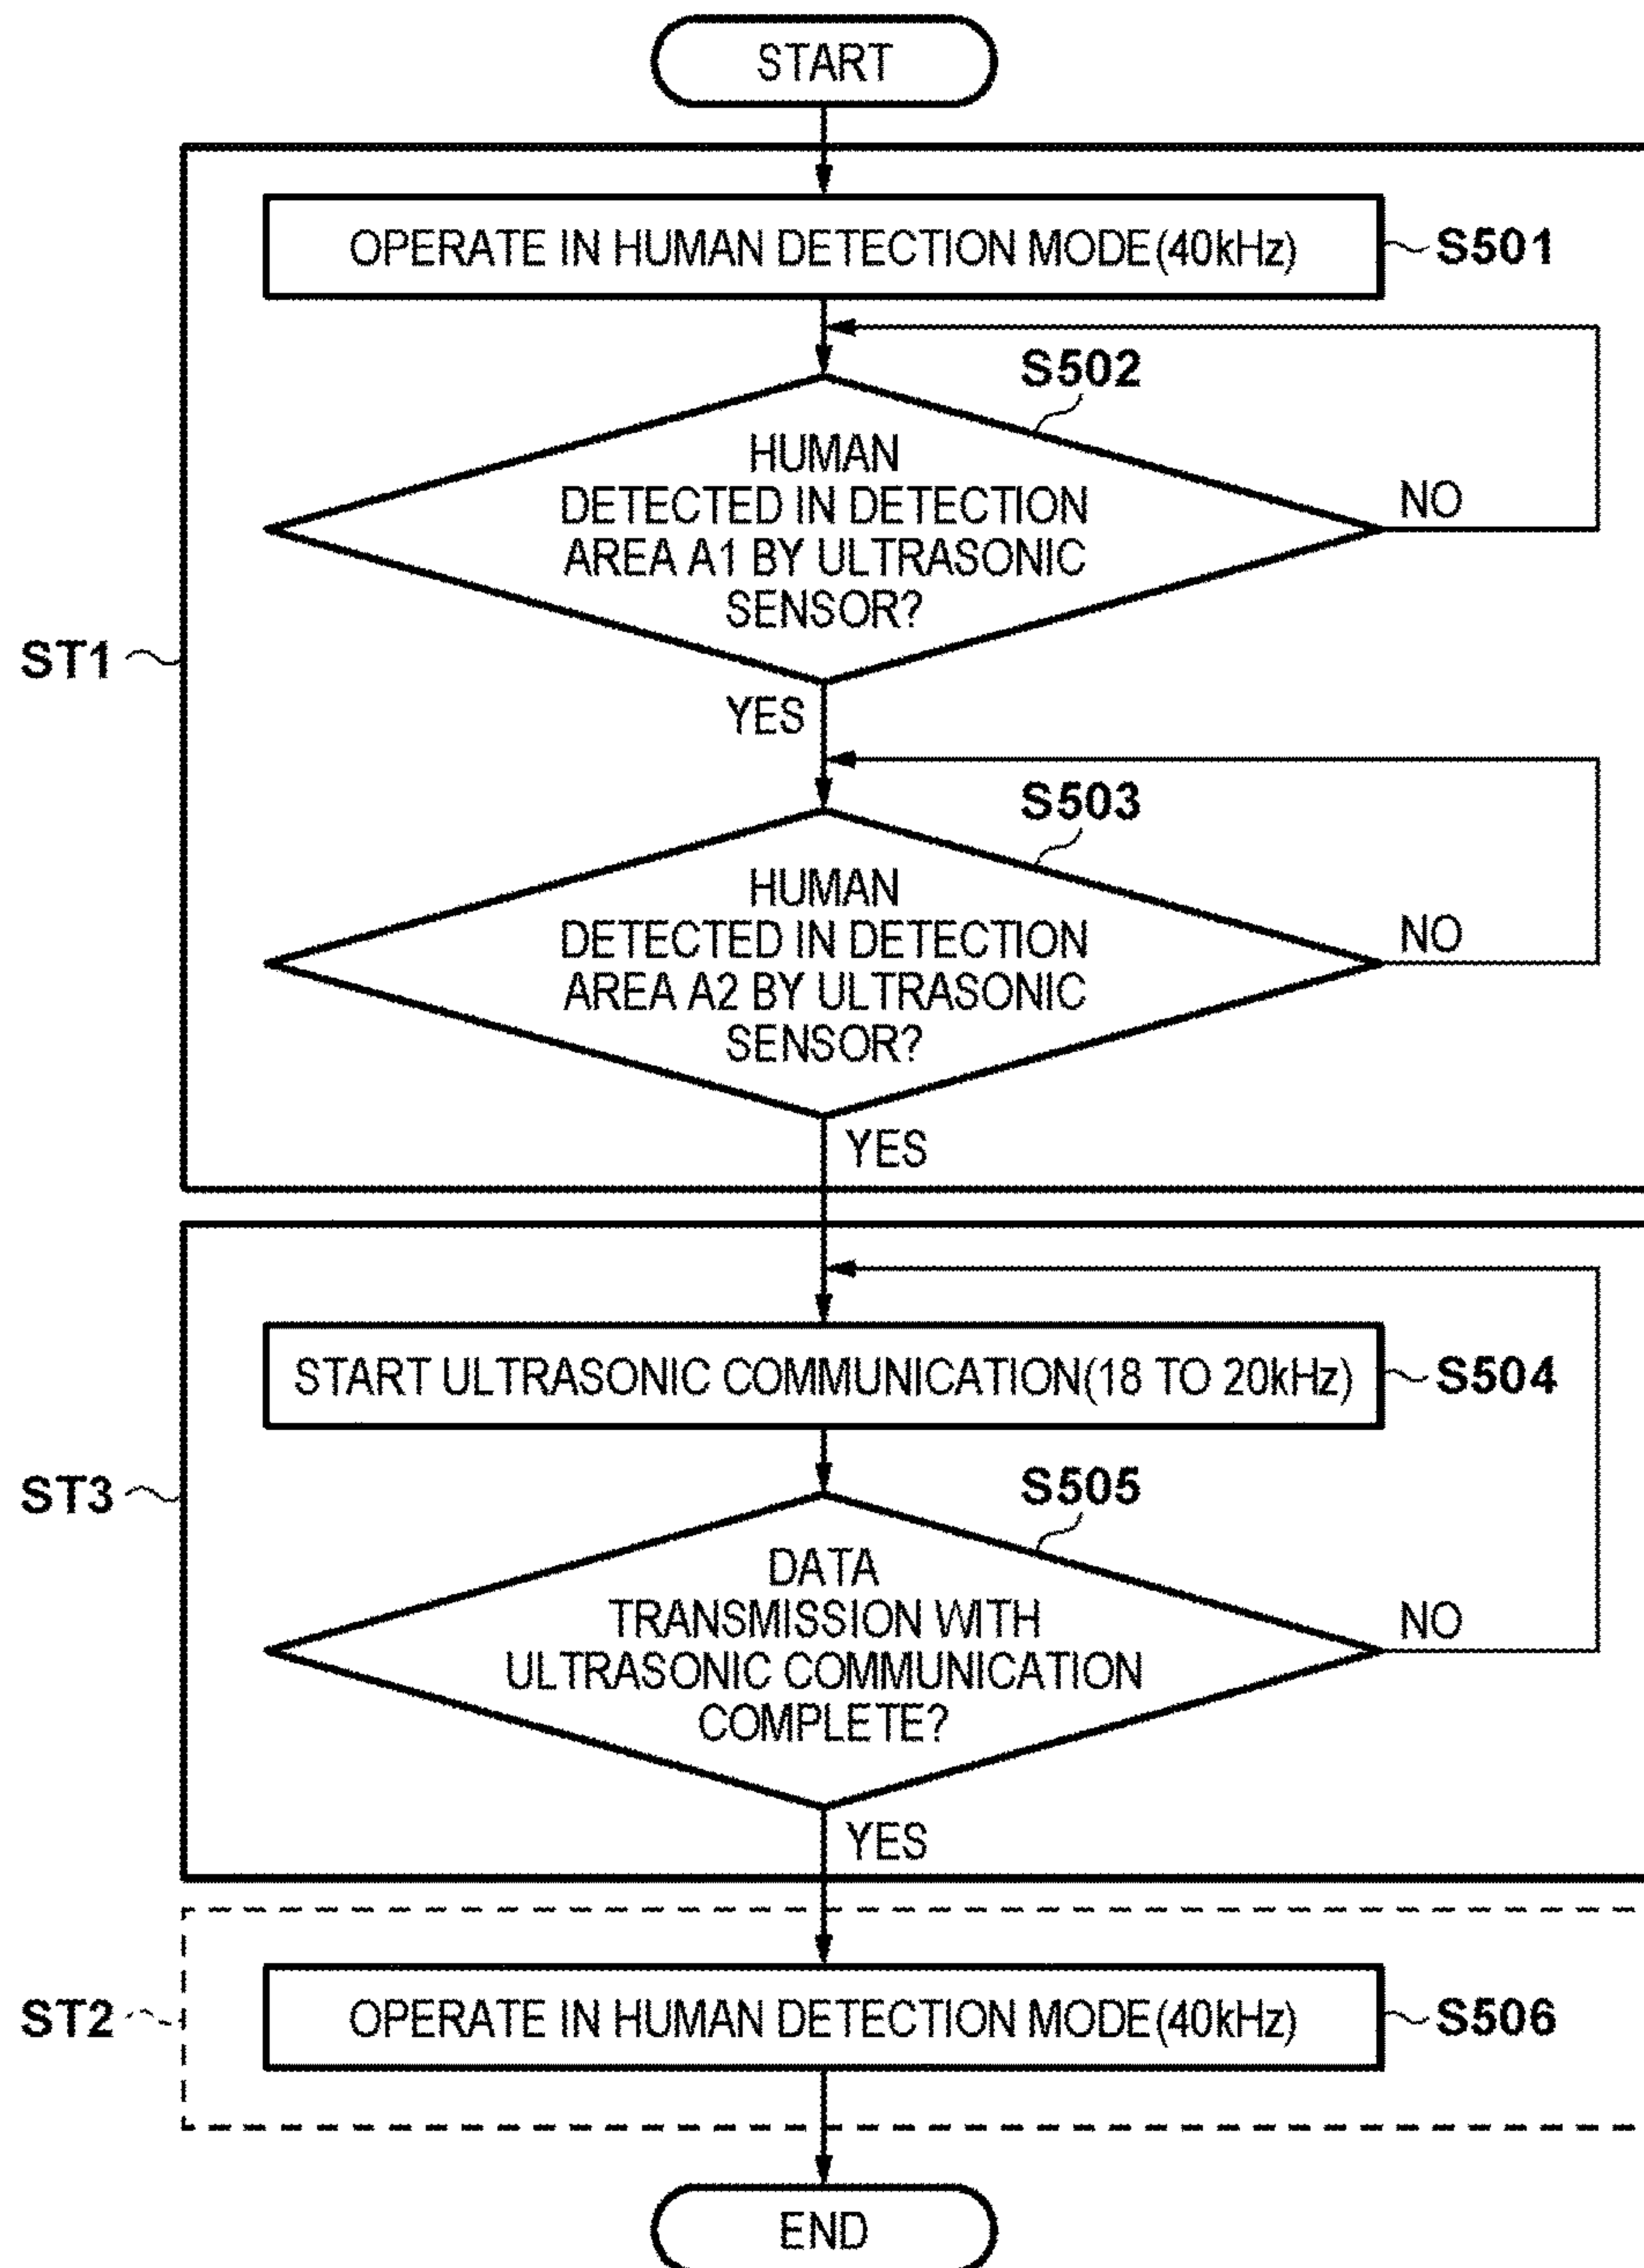 START
OPERATE IN HUMAN DETECTION MODE(40kHz)
S501
S502
HUMAN
DETECTED IN DETECTION
AREA A1 BY ULTRASONIC
SENSOR?
NO
ST1
YES
S503
HUMAN
DETECTED IN DETECTION
AREA A2 BY ULTRASONIC
SENSOR?
NO
YES
START ULTRASONIC COMMUNICATION(18 TO 20kHz)
S504
ST3
S505
DATA
TRANSMISSION WITH
ULTRASONIC COMMUNICATION
COMPLETE?
NO
YES
ST2
OPERATE IN HUMAN DETECTION MODE(40kHz)
S506
END